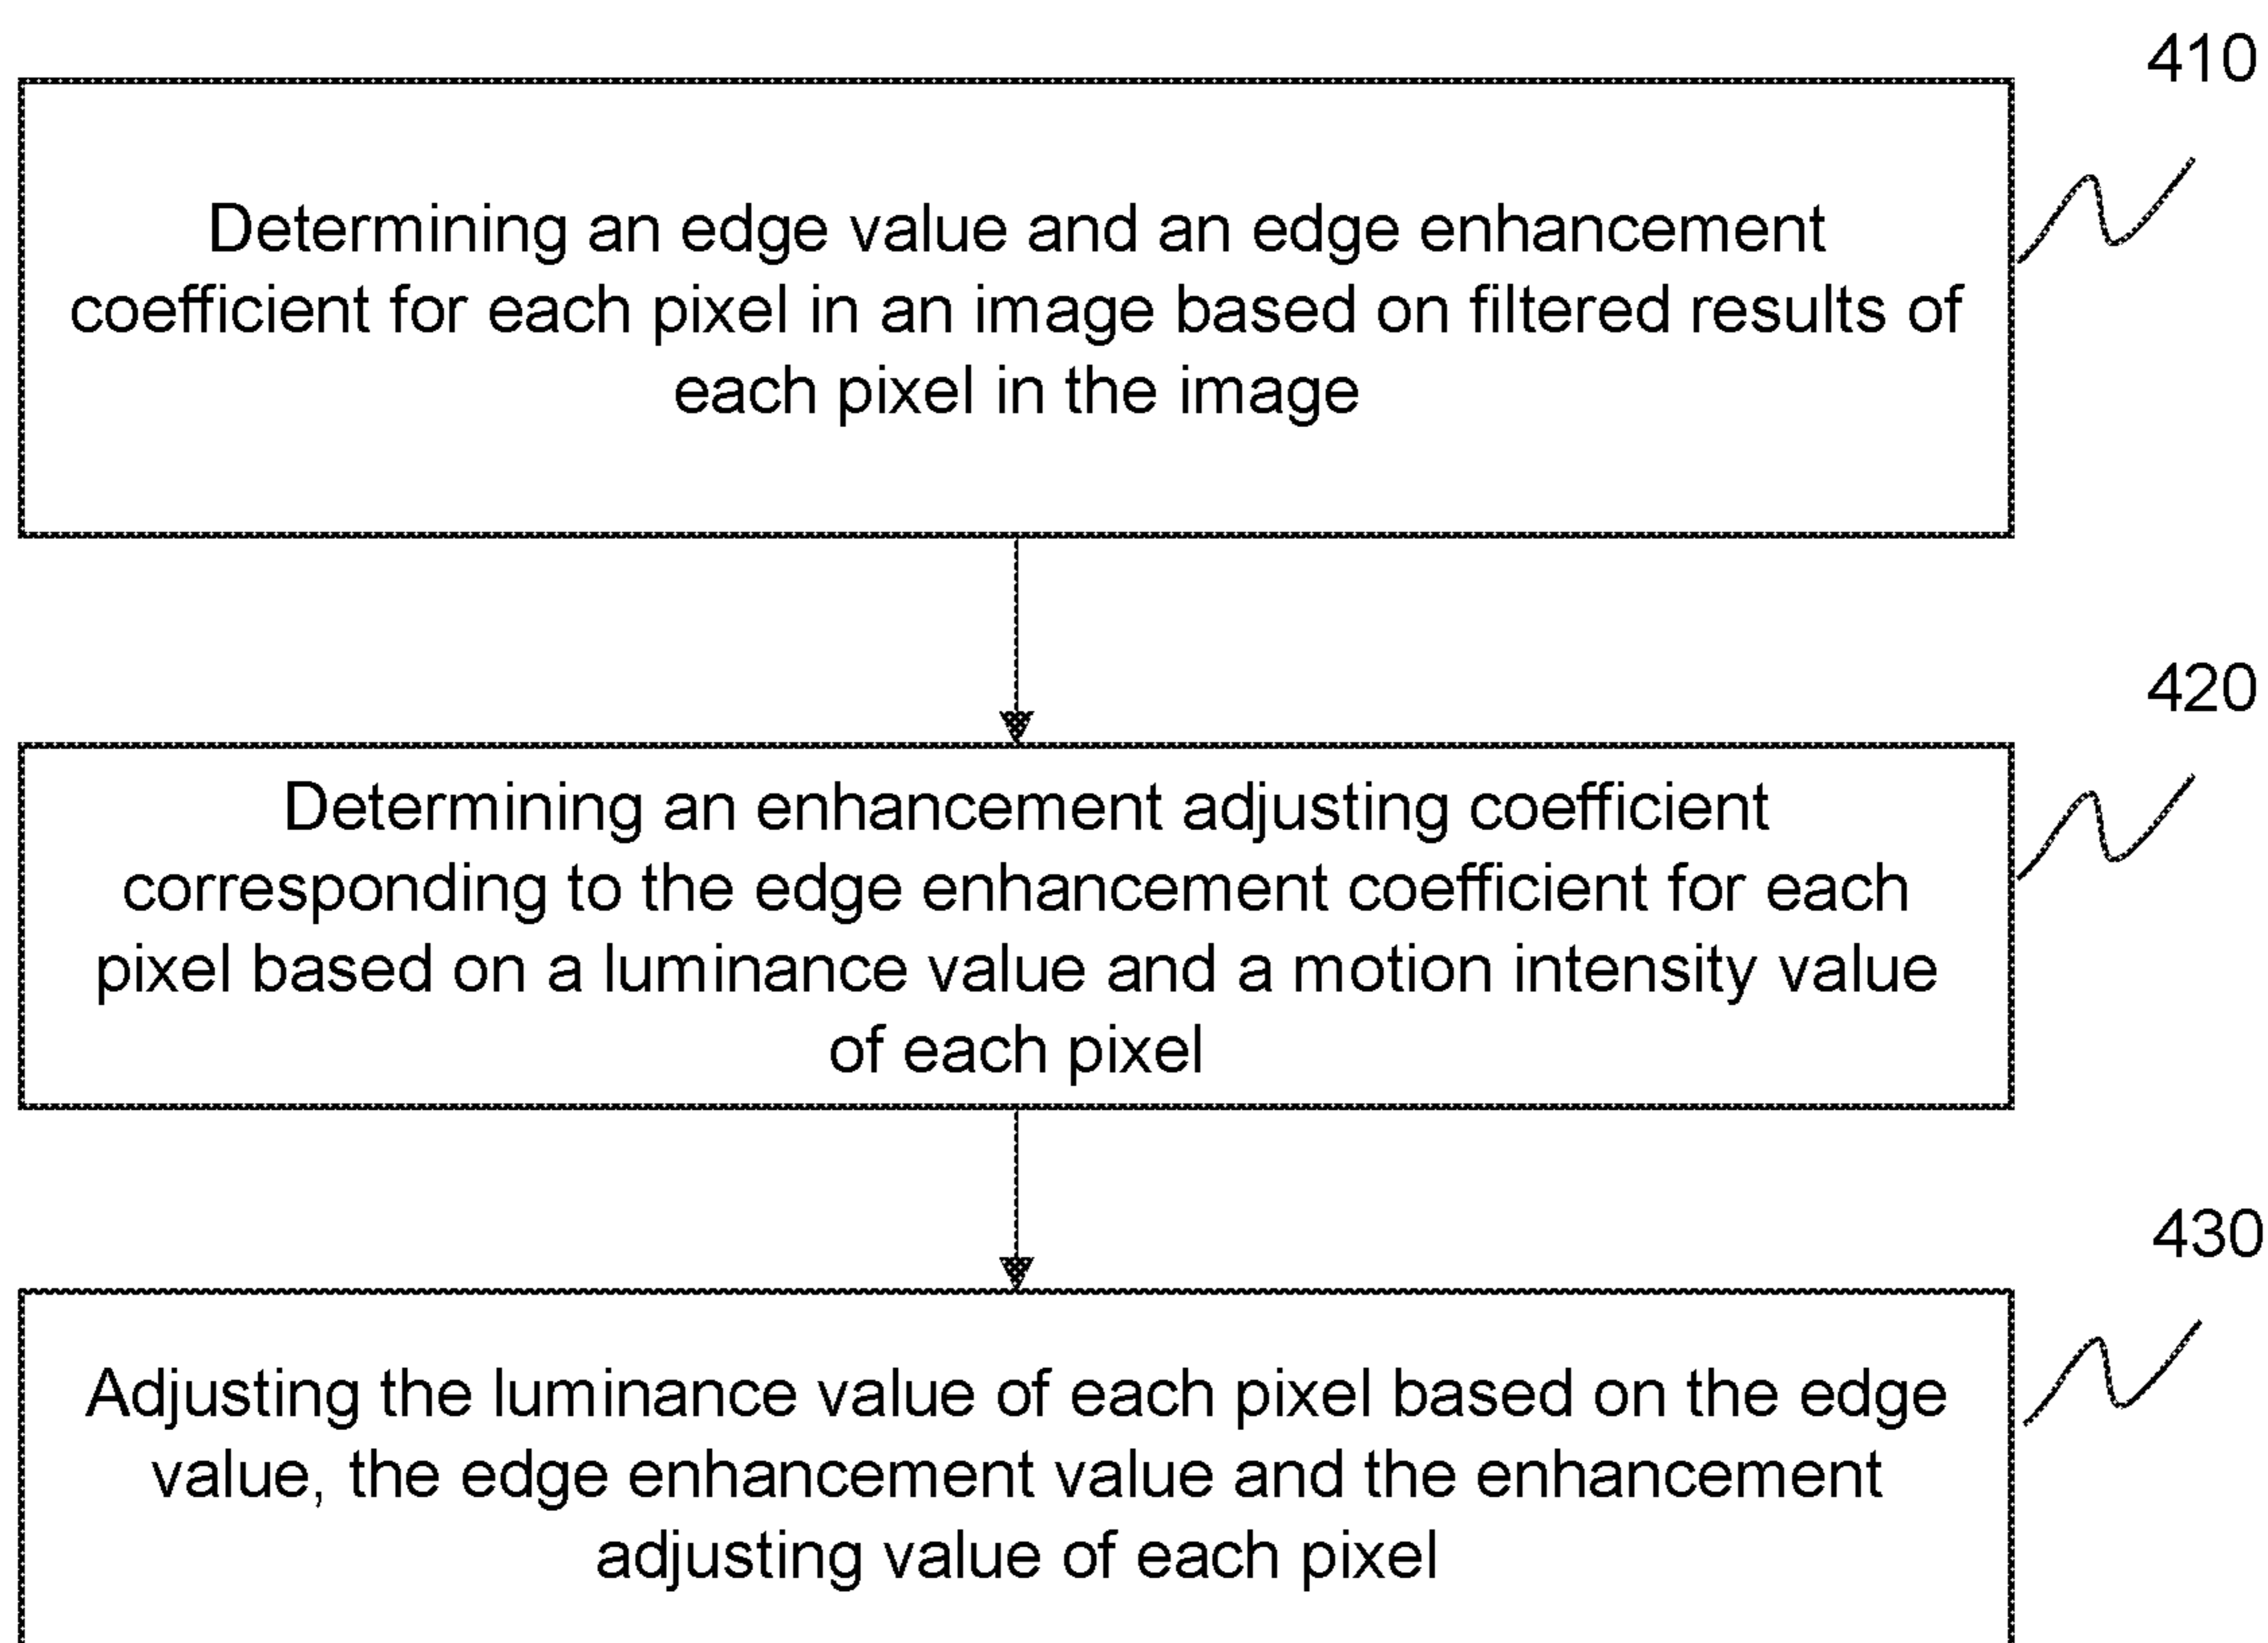 410
Determining an edge value and an edge enhancement
coefficient for each pixel in an image based on filtered results of
each pixel in the image
420
Determining an enhancement adjusting coefficient
corresponding to the edge enhancement coefficient for each
pixel based on a luminance value and a motion intensity value
of each pixel
430
Adjusting the luminance value of each pixel based on the edge
value, the edge enhancement value and the enhancement
adjusting value of each pixel